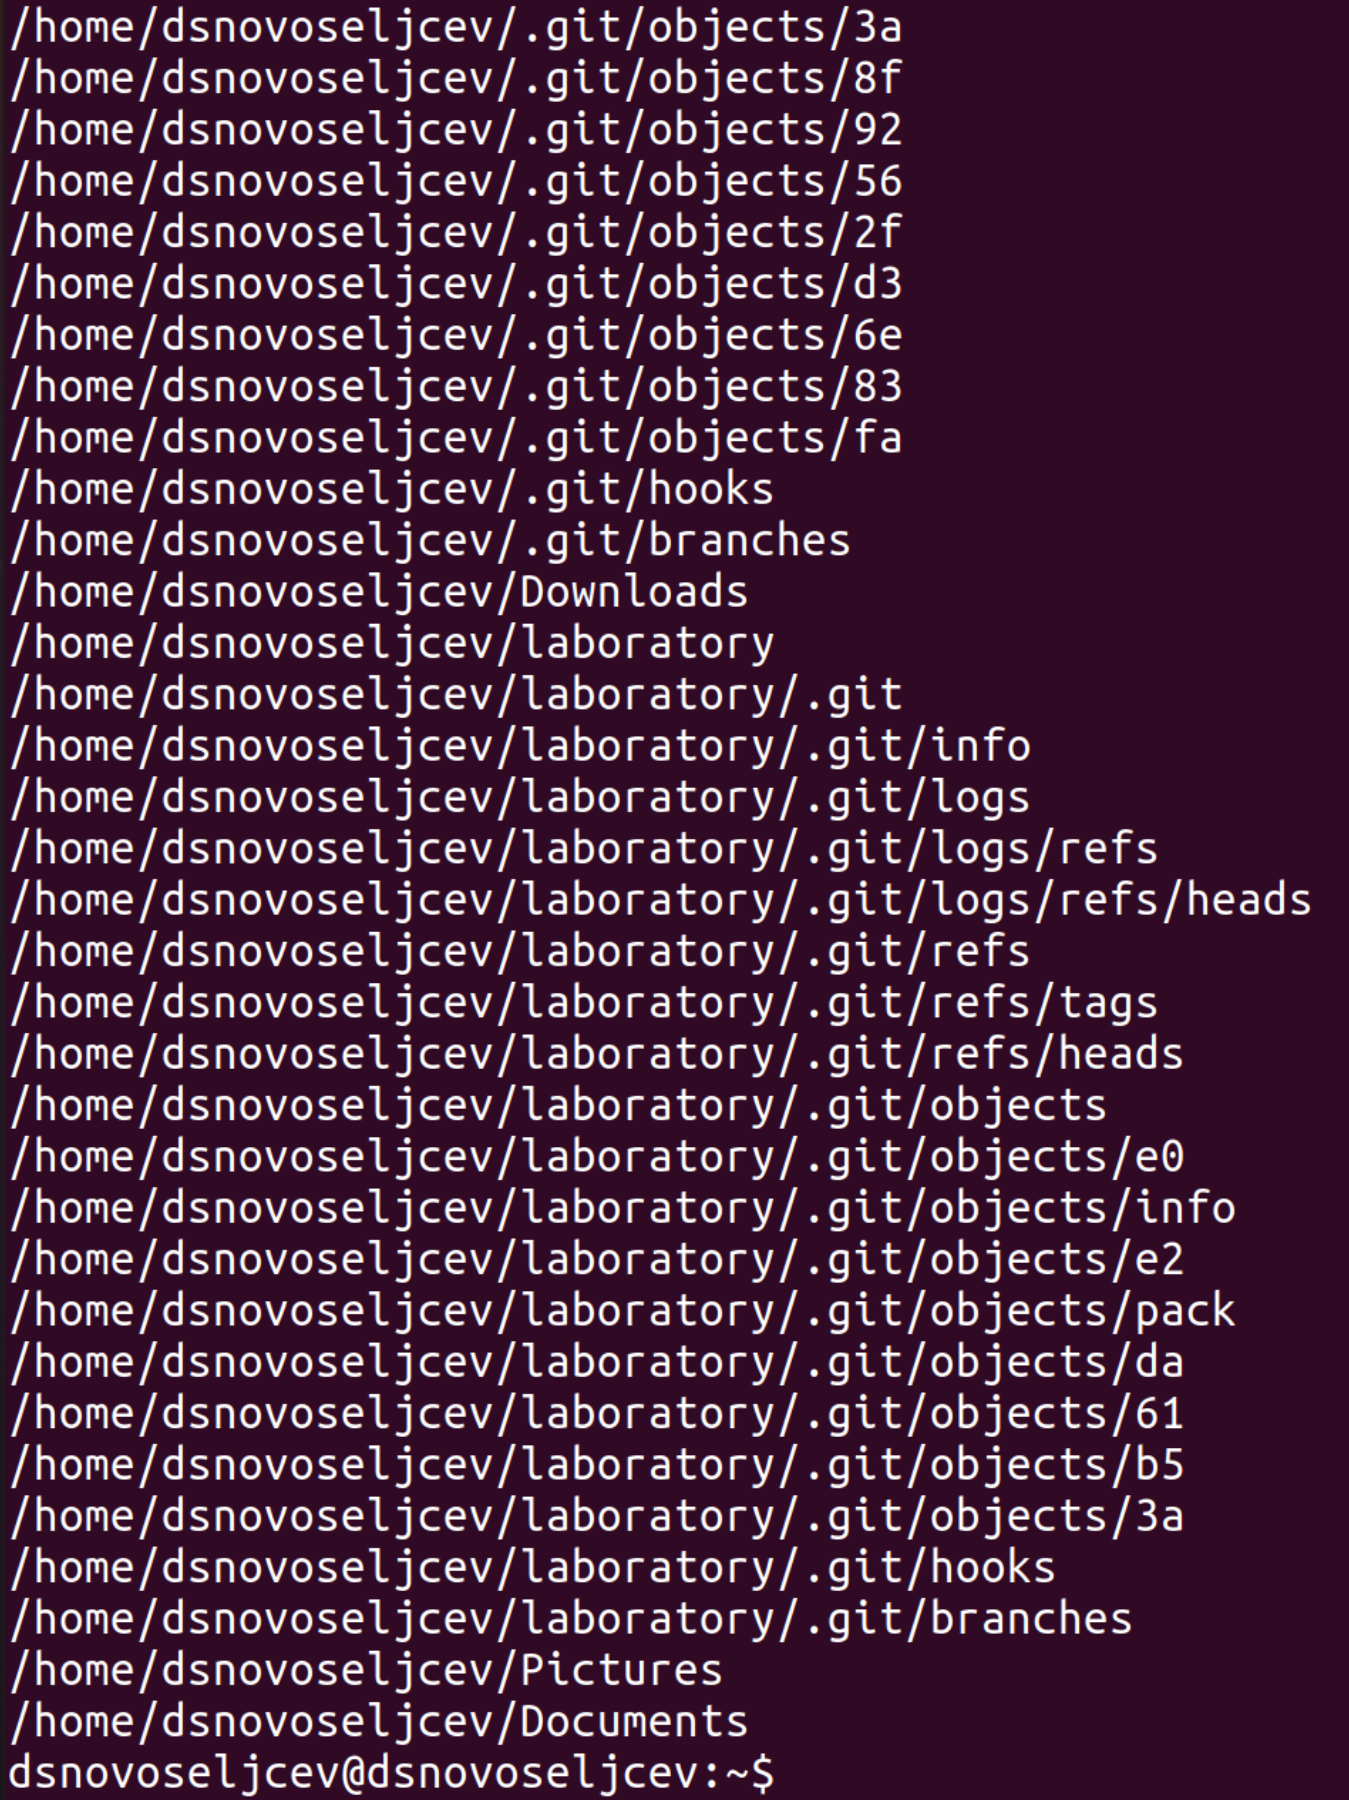 /home/dsnovoseljcev/.git/objects/3a
/home/dsnovoseljcev/.git/objects/8f
/home/dsnovoseljcev/.git/objects/92
/home/dsnovoseljcev/.git/objects/56
/home/dsnovoseljcev/.git/objects/2f
/home/dsnovoseljcev/.git/objects/d3
/home/dsnovoseljcev/.git/objects/6e
/home/dsnovoseljcev/.git/objects/83
/home/dsnovoseljcev/.git/objects/fa
/home/dsnovoseljcev/.git/hooks
/home/dsnovoseljcev/.git/branches
/home/dsnovoseljcev/Downloads
/home/dsnovoseljcev/laboratory
/home/dsnovoseljcev/laboratory/.git
/home/dsnovoseljcev/laboratory/.git/info
/home/dsnovoseljcev/laboratory/.git/logs
/home/dsnovoseljcev/laboratory/.git/logs/refs
/home/dsnovoseljcev/laboratory/.git/logs/refs/heads
/home/dsnovoseljcev/laboratory/.git/refs
/home/dsnovoseljcev/laboratory/.git/refs/tags
/home/dsnovoseljcev/laboratory/.git/refs/heads
/home/dsnovoseljcev/laboratory/.git/objects
/home/dsnovoseljcev/laboratory/.git/objects/e0
/home/dsnovoseljcev/laboratory/.git/objects/info
/home/dsnovoseljcev/laboratory/.git/objects/e2
/home/dsnovoseljcev/laboratory/.git/objects/pack
/home/dsnovoseljcev/laboratory/.git/objects/da
/home/dsnovoseljcev/laboratory/.git/objects/61
/home/dsnovoseljcev/laboratory/.git/objects/b5
/home/dsnovoseljcev/laboratory/.git/objects/3a
/home/dsnovoseljcev/laboratory/.git/hooks
/home/dsnovoseljcev/laboratory/.git/branches
/home/dsnovoseljcev/Pictures
/home/dsnovoseljcev/Documents
dsnovoseljcev@dsnovoseljcev:~$